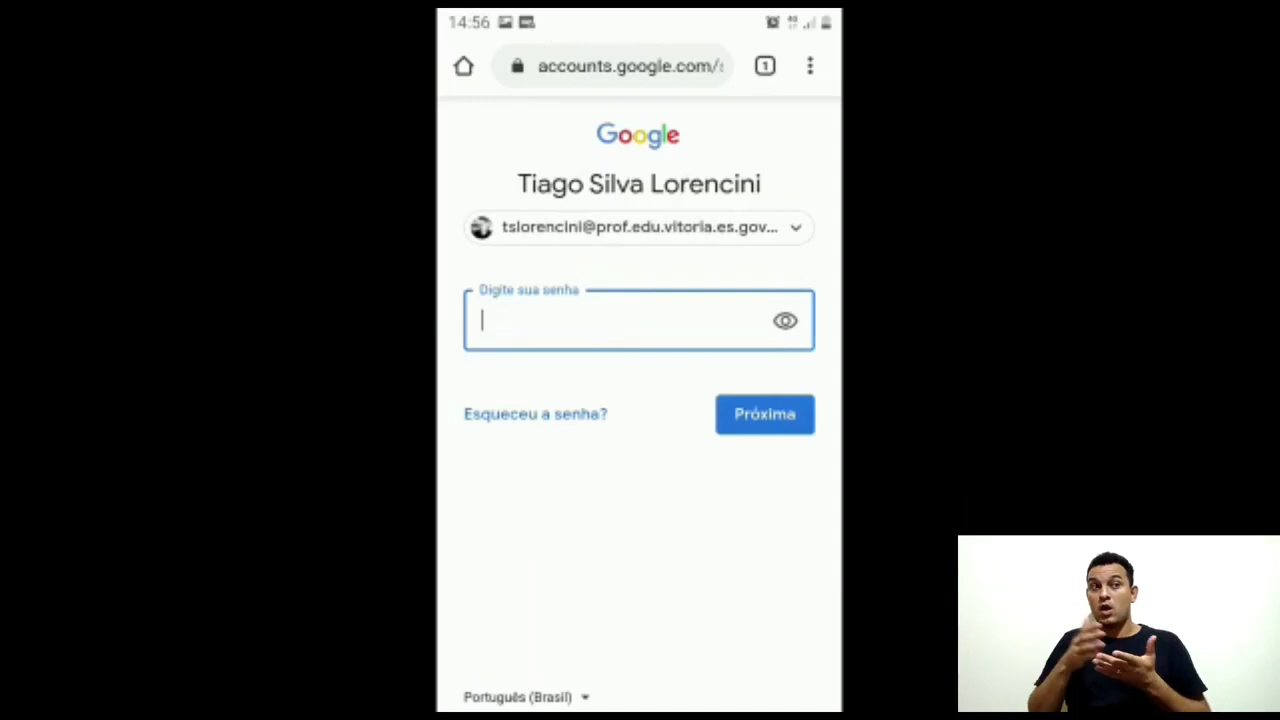 14:56
accounts.google.com/s
1
Google
Tiago Silva Lorencini
tslorencini@prof.edu.vitoria.es.gov...
Digite sua senha
Esqueceu a senha?
Próxima
Português (Brasil)